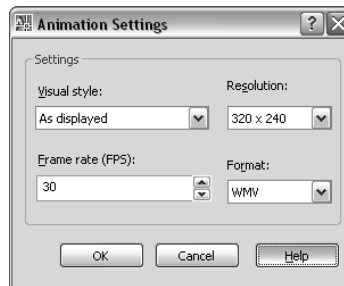 Animation Settings
Settings
Visual style:
As displayed
Resolution:
320 x 240
Frame rate (FPS):
30
Format:
WMV
OK
Cancel
Help